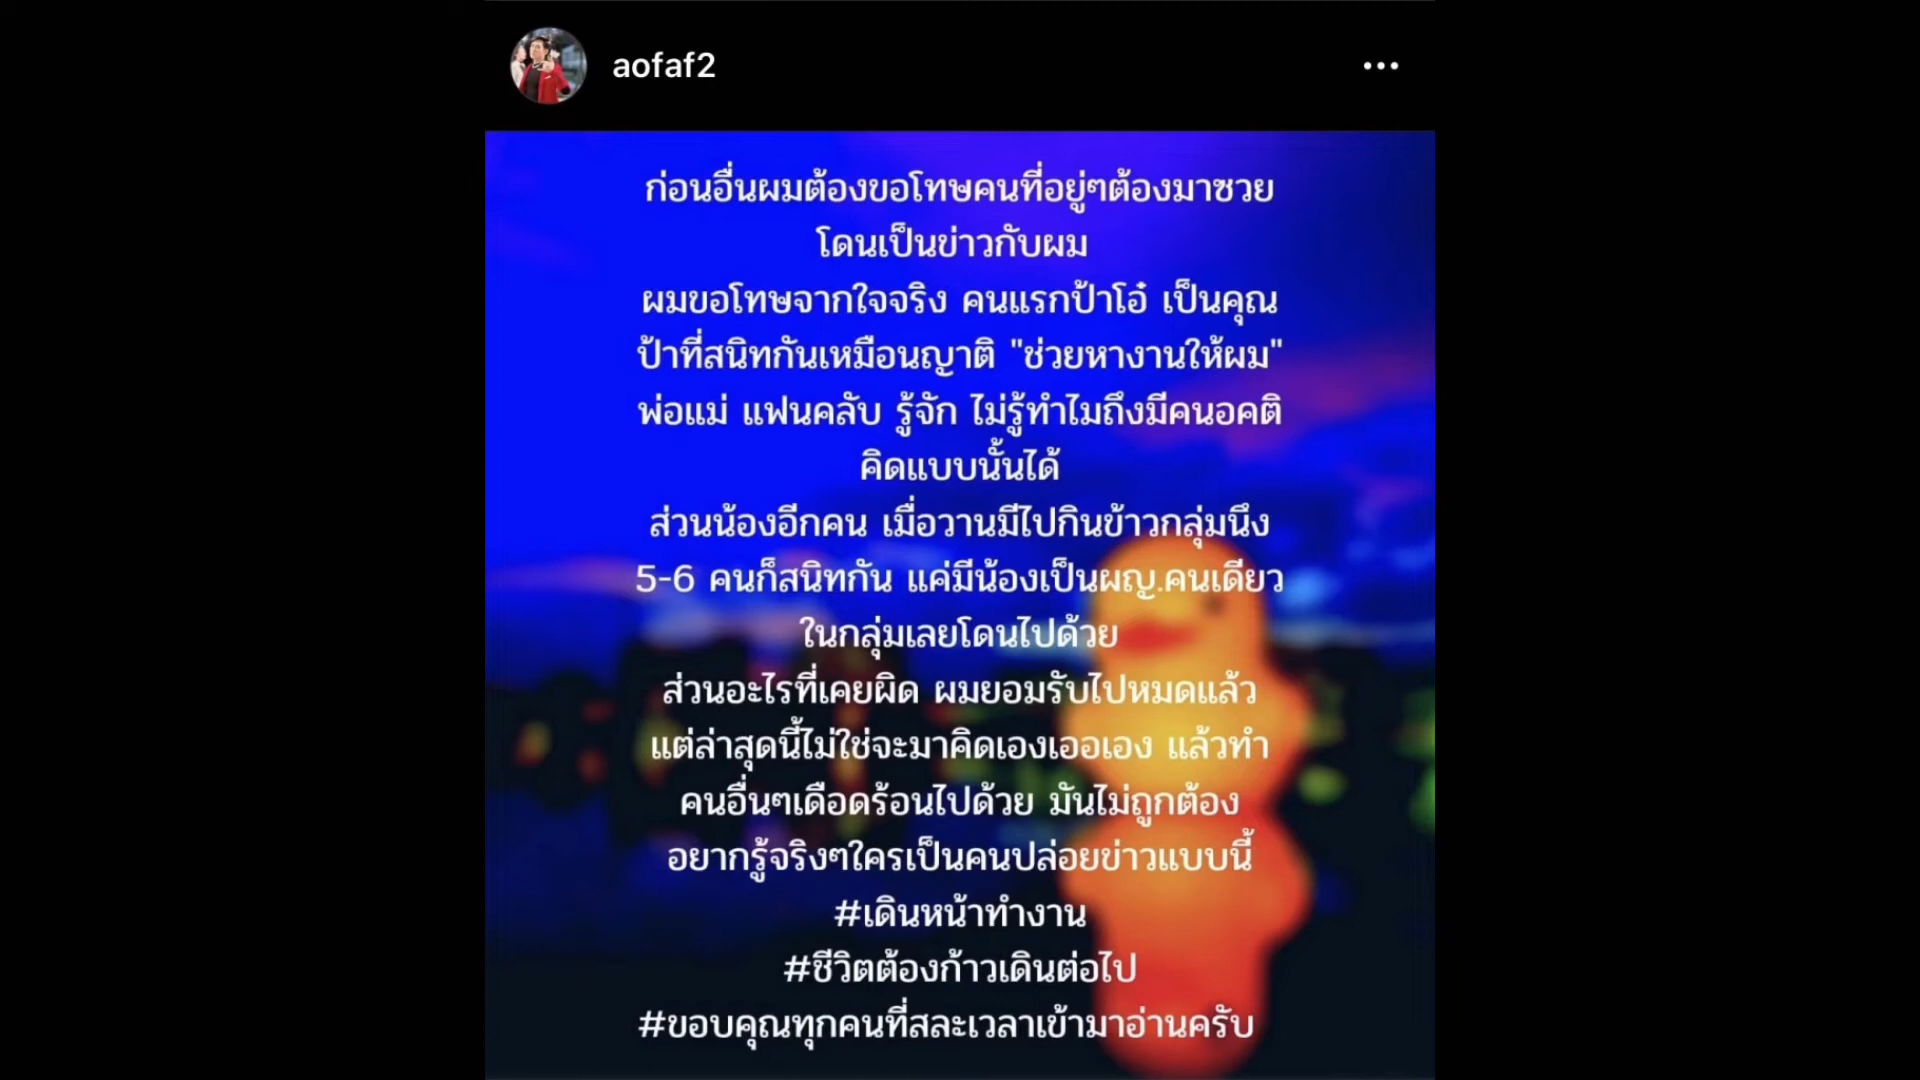 aofaf2
ก่อนอื่นผมต้องขอโทษคนที่อยู่ๆต้องมาซวย
โดนเป็นข่าวกับผม
ผมขอโทษจากใจจริง คนแรกป้าโอ๋ เป็นคุณ
ป้าที่สนิทกันเหมือนญาติ "ช่วยหางานให้ผม"
พ่อแม่ แฟนคลับ รู้จัก ไม่รู้ทำไมถึงมีคนอคติ
คิดแบบนั้นได้
ส่วนน้องอีกคน เมื่อวานมีไปกินข้าวกลุ่มนึง
5-6 คนก็สนิทกัน แค่มีน้องเป็นผญ.คนเดียว
ในกลุ่มเลยโดนไปด้วย
ส่วนอะไรที่เคยผิด ผมยอมรับไปหมดแล้ว
แต่ล่าสุดนี้ไม่ใช่จะมาคิดเองเออเอง แล้วทำ
คนอื่นๆเดือดร้อนไปด้วย มันไม่ถูกต้อง
อยากรู้จริงๆใครเป็นคนปล่อยข่าวแบบนี้
#เดินหน้าทำงาน
#ชีวิตต้องก้าวเดินต่อไป
#ขอบคุณทุกคนที่สละเวลาเข้ามาอ่านครับ